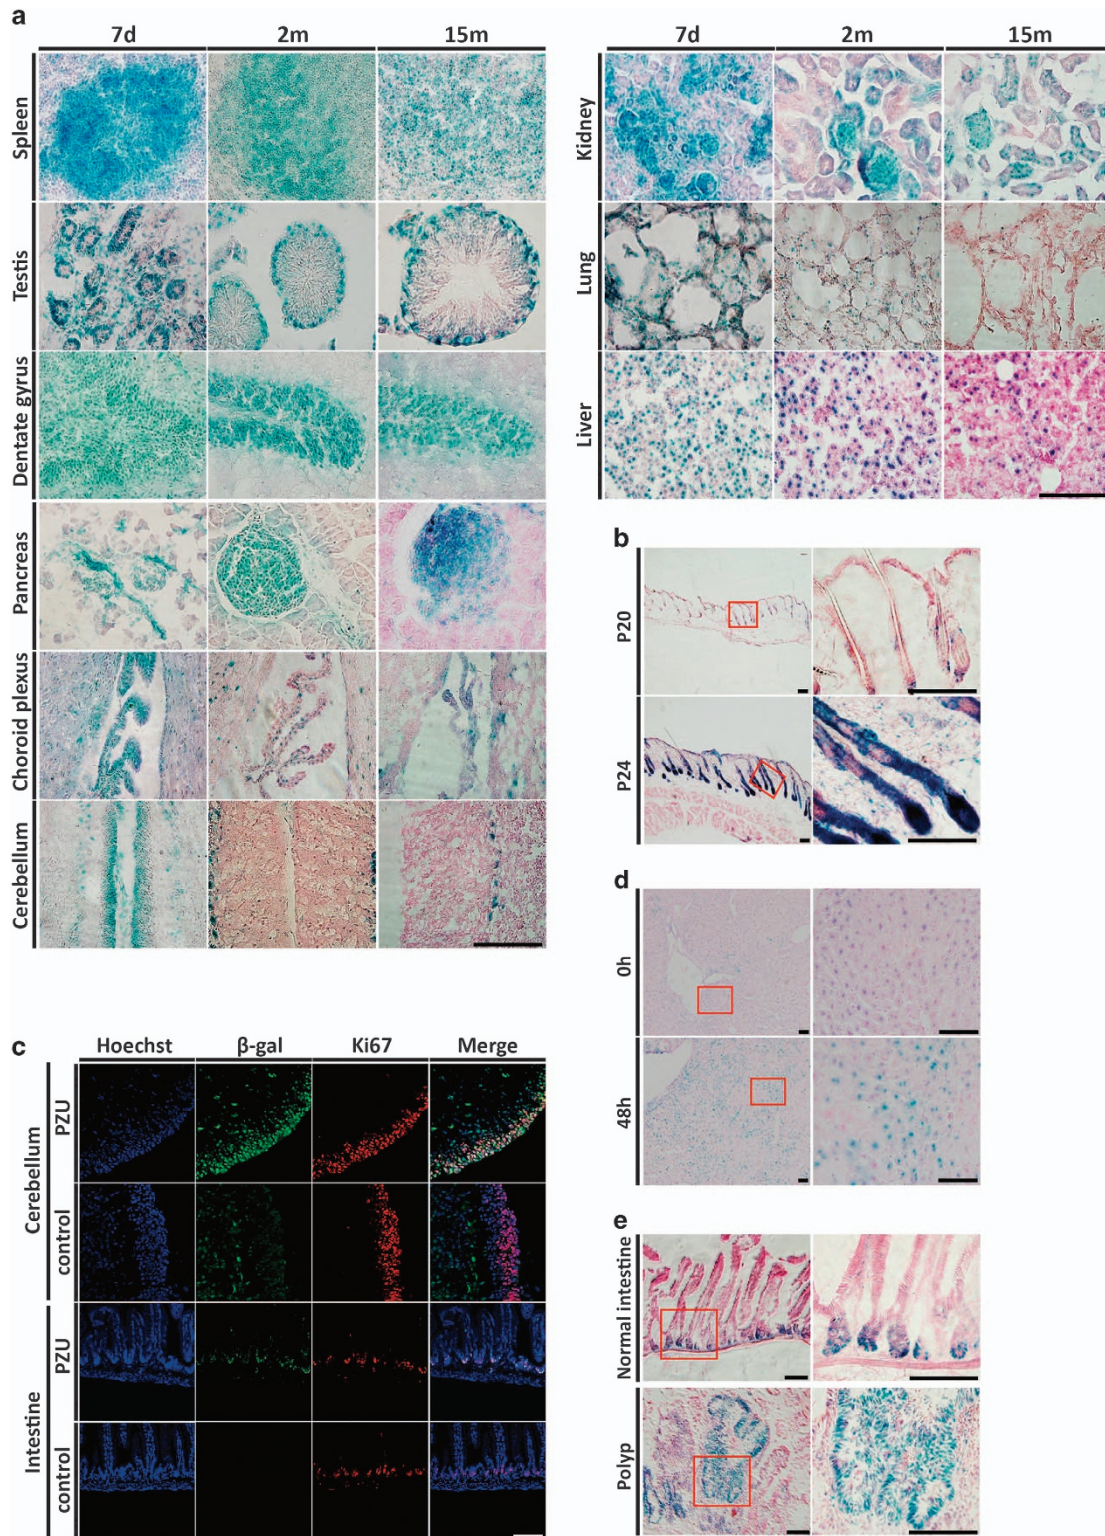 a
7d 2m 15m
Spleen
Testis
Dentate gyrus
Pancreas
Choroid plexus
Cerebellum
7d 2m 15m
Kidney
Lung
Liver
b
P20
P24
c
Hoechst β-gal Ki67 Merge
Cerebellum
PZU
control
Intestine
PZU
control
d
0h
48h
e
Normal intestine
Polyp